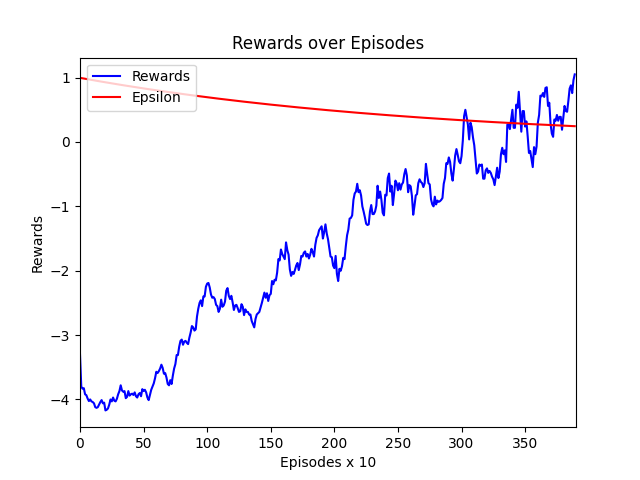 Rewards over Episodes
Rewards
Epsilon
1
0
−1
−2
−3
−4
Rewards
0 50 100 150 200 250 300 350
Episodes x 10